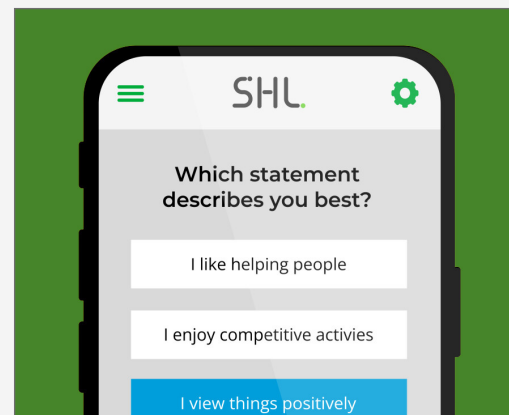 SHL.
Which statement
describes you best?
I like helping people
I enjoy competitive activies
I view things positively